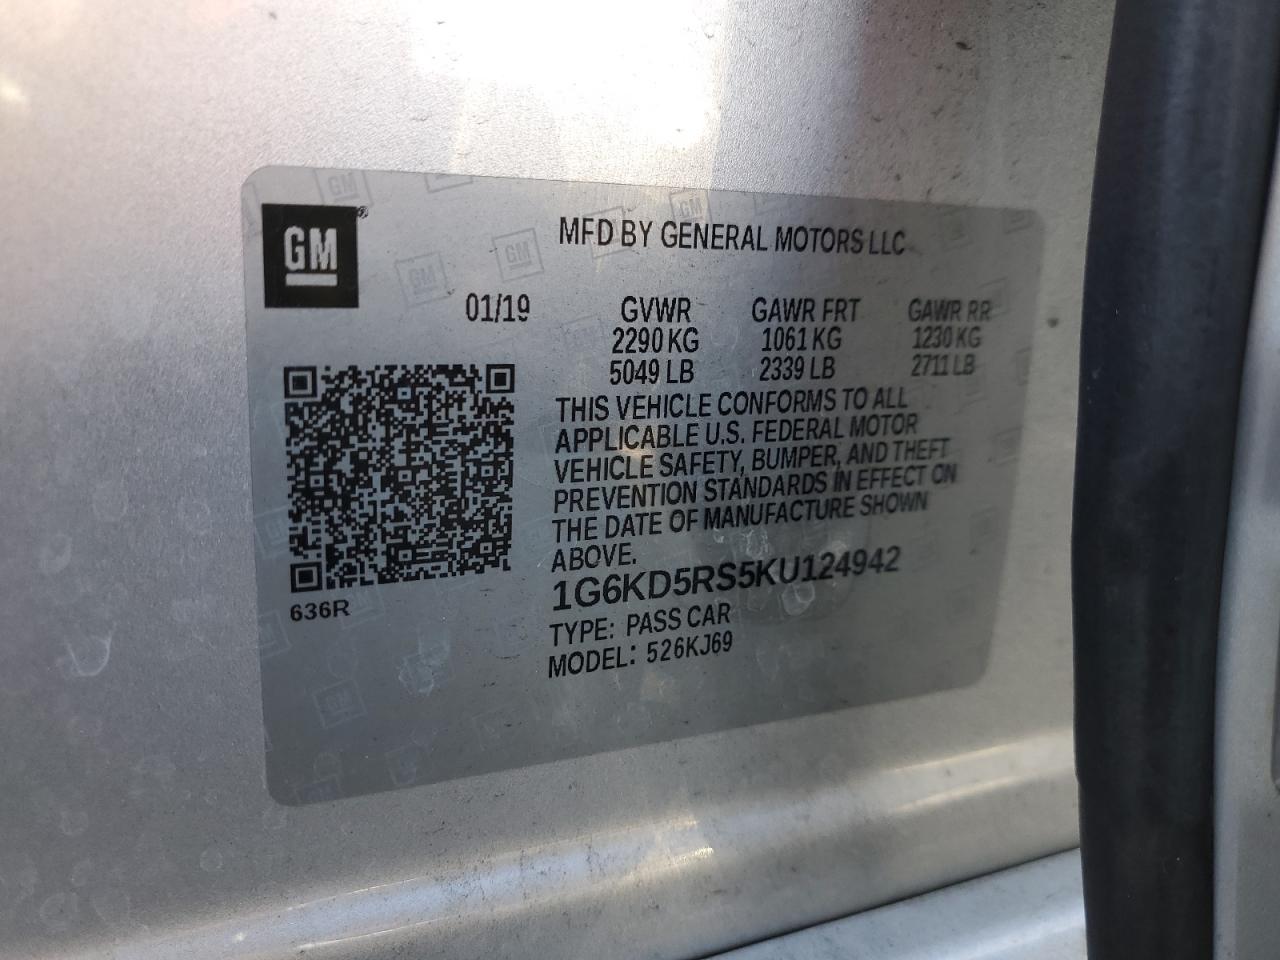 GM
MFD BY GENERAL MOTORS LLC
01/19 GVWR GAWR FRT GAWR RR
2290 KG 1061 KG 1230 KG
5049 LB 2339 LB 2711 LB
THIS VEHICLE CONFORMS TO ALL
APPLICABLE U.S. FEDERAL MOTOR
VEHICLE SAFETY, BUMPER, AND THEFT
PREVENTION STANDARDS IN EFFECT ON
THE DATE OF MANUFACTURE SHOWN
ABOVE.
1G6KD5RS5KU124942
636R
TYPE: PASS CAR
MODEL: 526KJ69